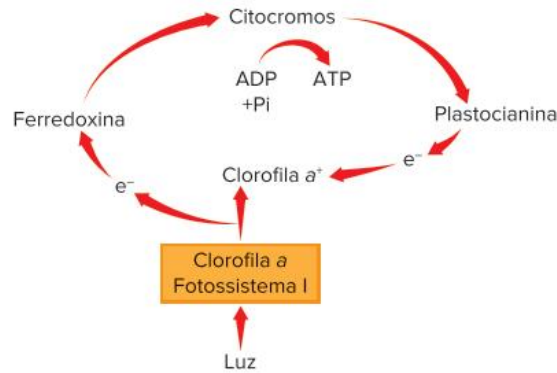 Citocromos
ADP
+Pi
ATP
Ferredoxina
Plastocianina
e⁻
Clorofila a⁺
e⁻
Clorofila a
Fotossistema I
Luz